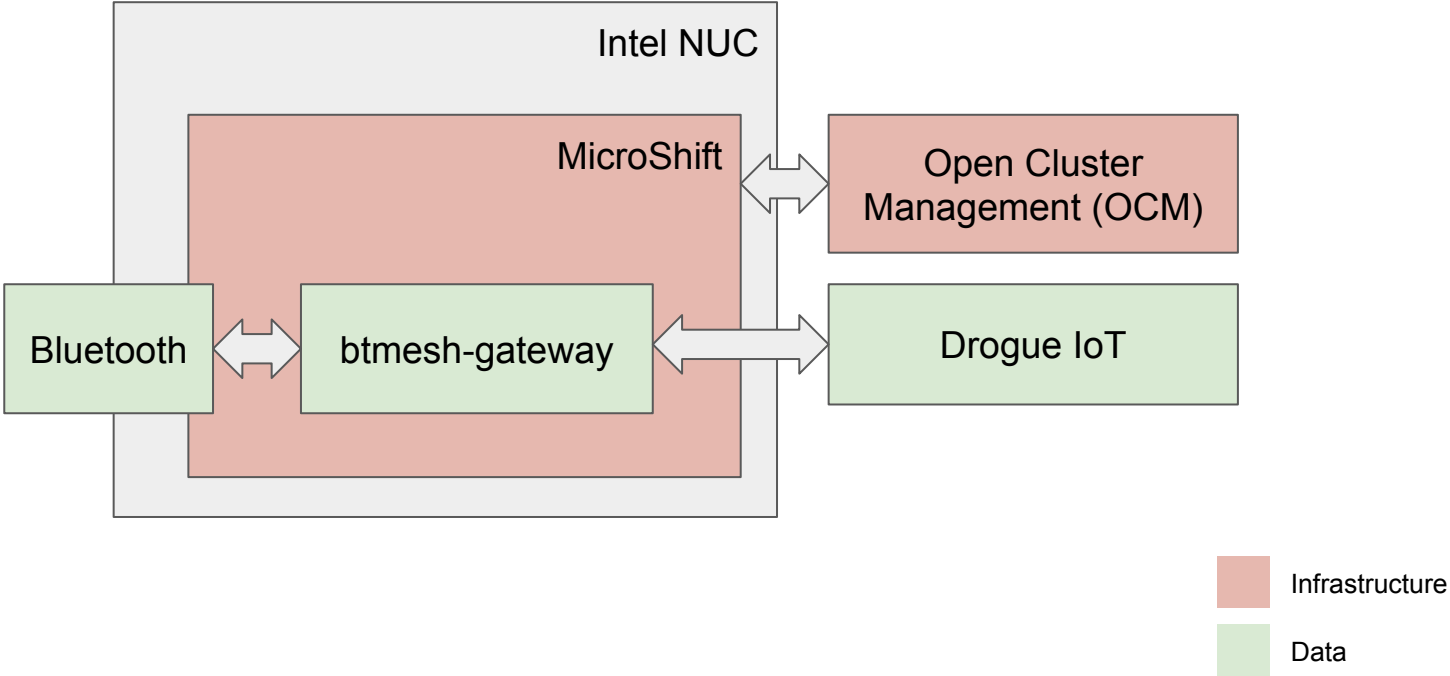 Intel NUC
MicroShift
Open Cluster
Management (OCM)
Bluetooth
btmesh-gateway
Drogue IoT
Infrastructure
Data